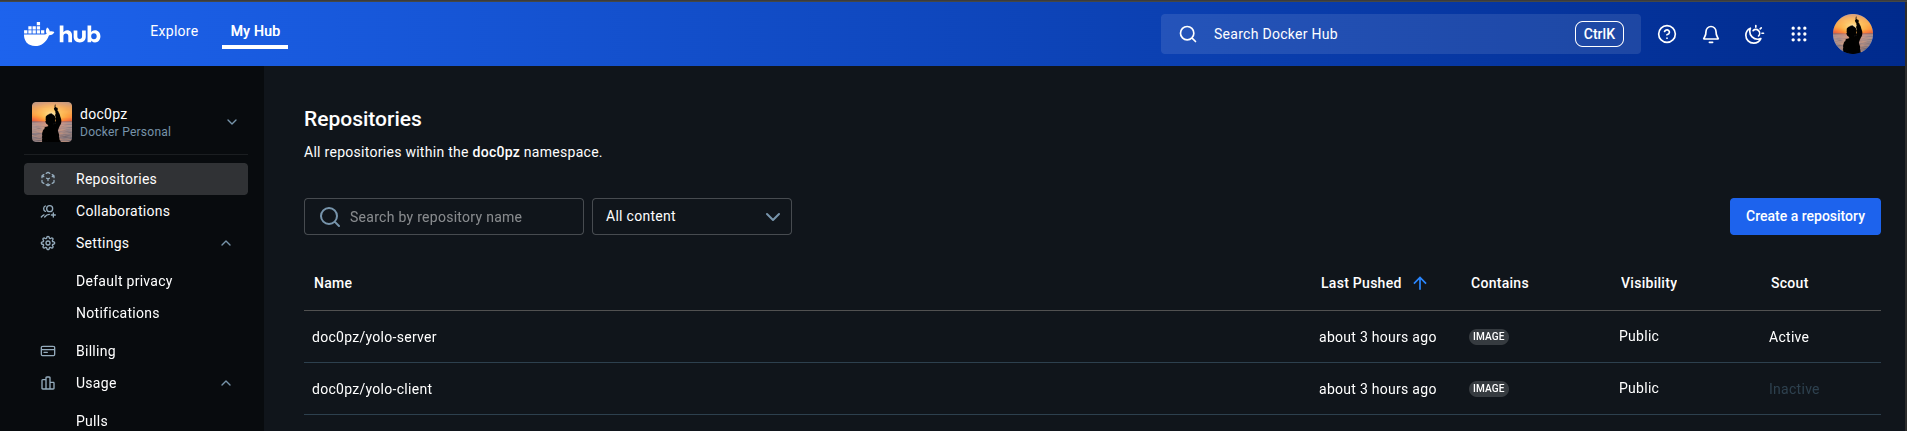 hub Explore My Hub Search Docker Hub CtrlK
doc0pz
Docker Personal
Repositories
Collaborations
Settings
Default privacy
Notifications
Billing
Usage
Pulls
Repositories
All repositories within the doc0pz namespace.
Search by repository name All content Create a repository
Name Last Pushed Contains Visibility Scout
doc0pz/yolo-server about 3 hours ago IMAGE Public Active
doc0pz/yolo-client about 3 hours ago IMAGE Public Inactive